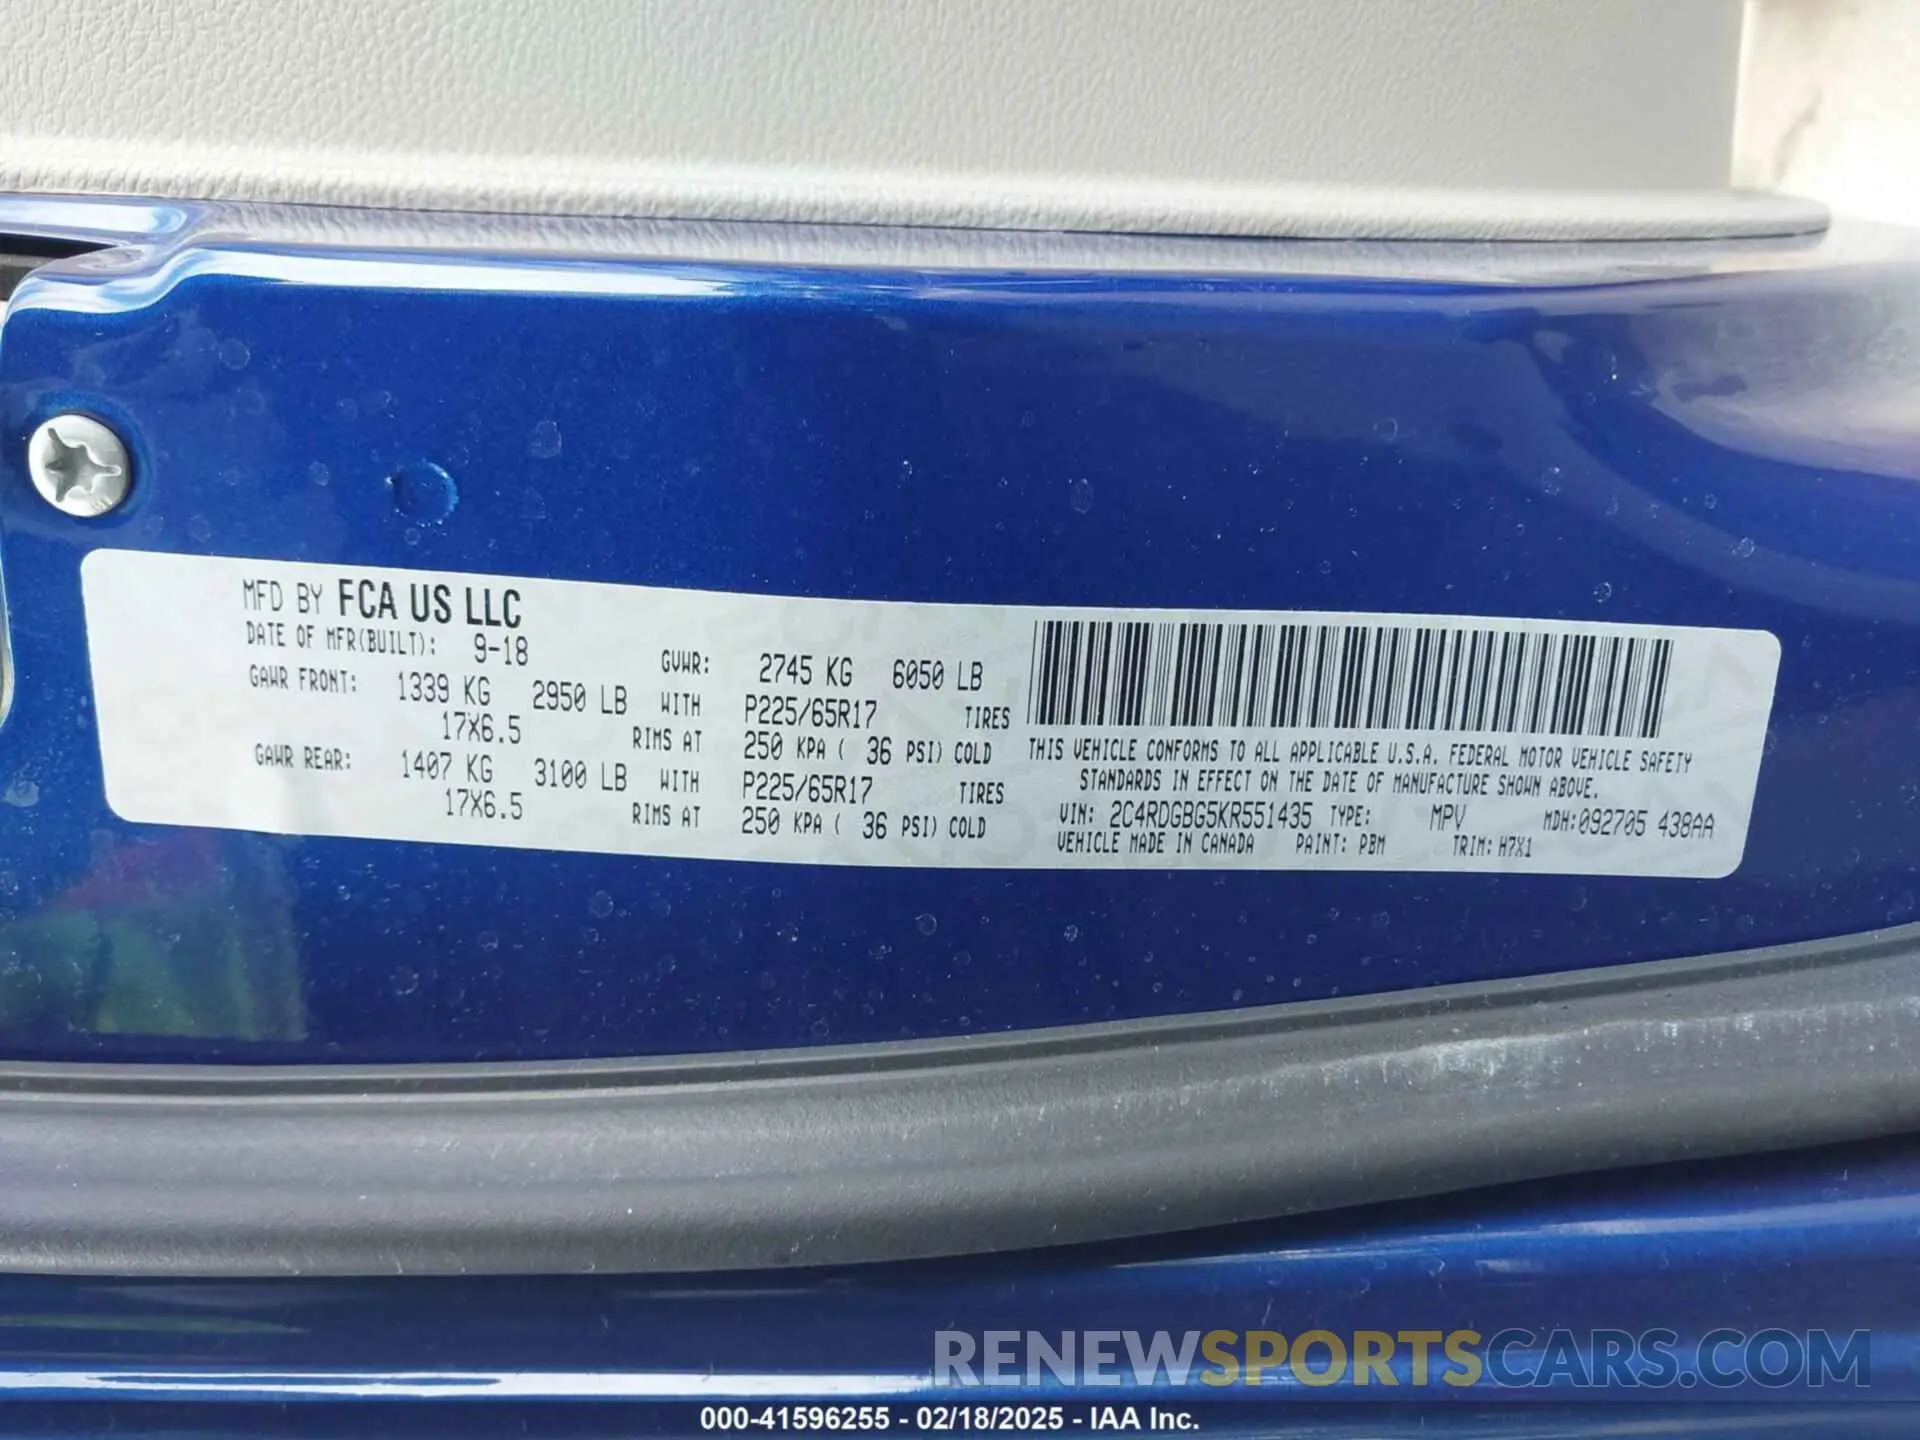 MFD BY FCA US LLC
DATE OF MFR(BUILT): 9-18 GVWR: 2745 KG 6050 LB
GAWR FRONT: 1339 KG 2950 LB WITH P225/65R17 TIRES
17X6.5 RIMS AT 250 KPA ( 36 PSI) COLD
GAWR REAR: 1407 KG 3100 LB WITH P225/65R17 TIRES
17X6.5 RIMS AT 250 KPA ( 36 PSI) COLD
THIS VEHICLE CONFORMS TO ALL APPLICABLE U.S.A. FEDERAL MOTOR VEHICLE SAFETY
STANDARDS IN EFFECT ON THE DATE OF MANUFACTURE SHOWN ABOVE.
VIN: 2C4RDGBG5KR551435 TYPE: MPV MDH:092705 438AA
VEHICLE MADE IN CANADA PAINT: PBM TRIM: H7X1
RENEWSPORTSCARS.COM
000-41596255 - 02/18/2025 - IAA Inc.